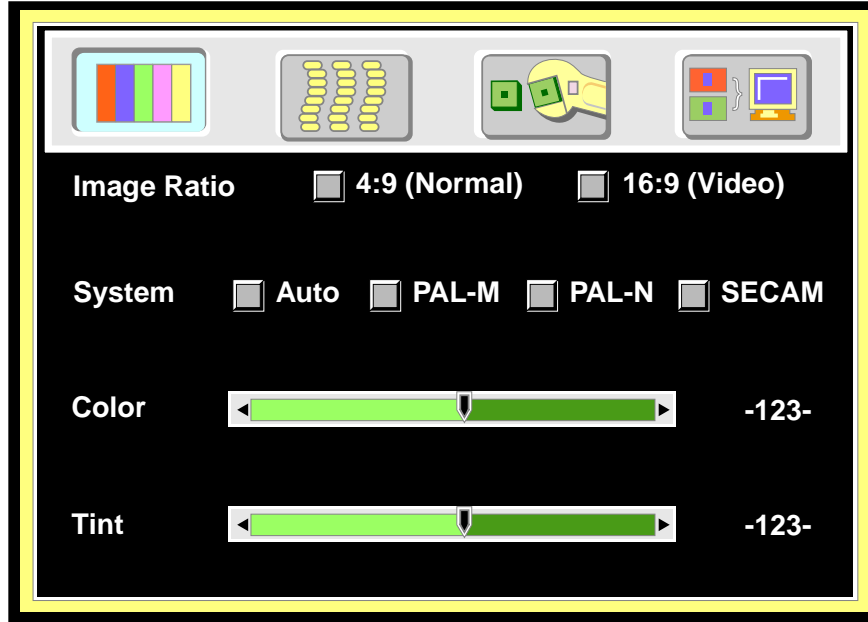 Image Ratio 4:9 (Normal) 16:9 (Video)
System Auto PAL-M PAL-N SECAM
Color -123-
Tint -123-